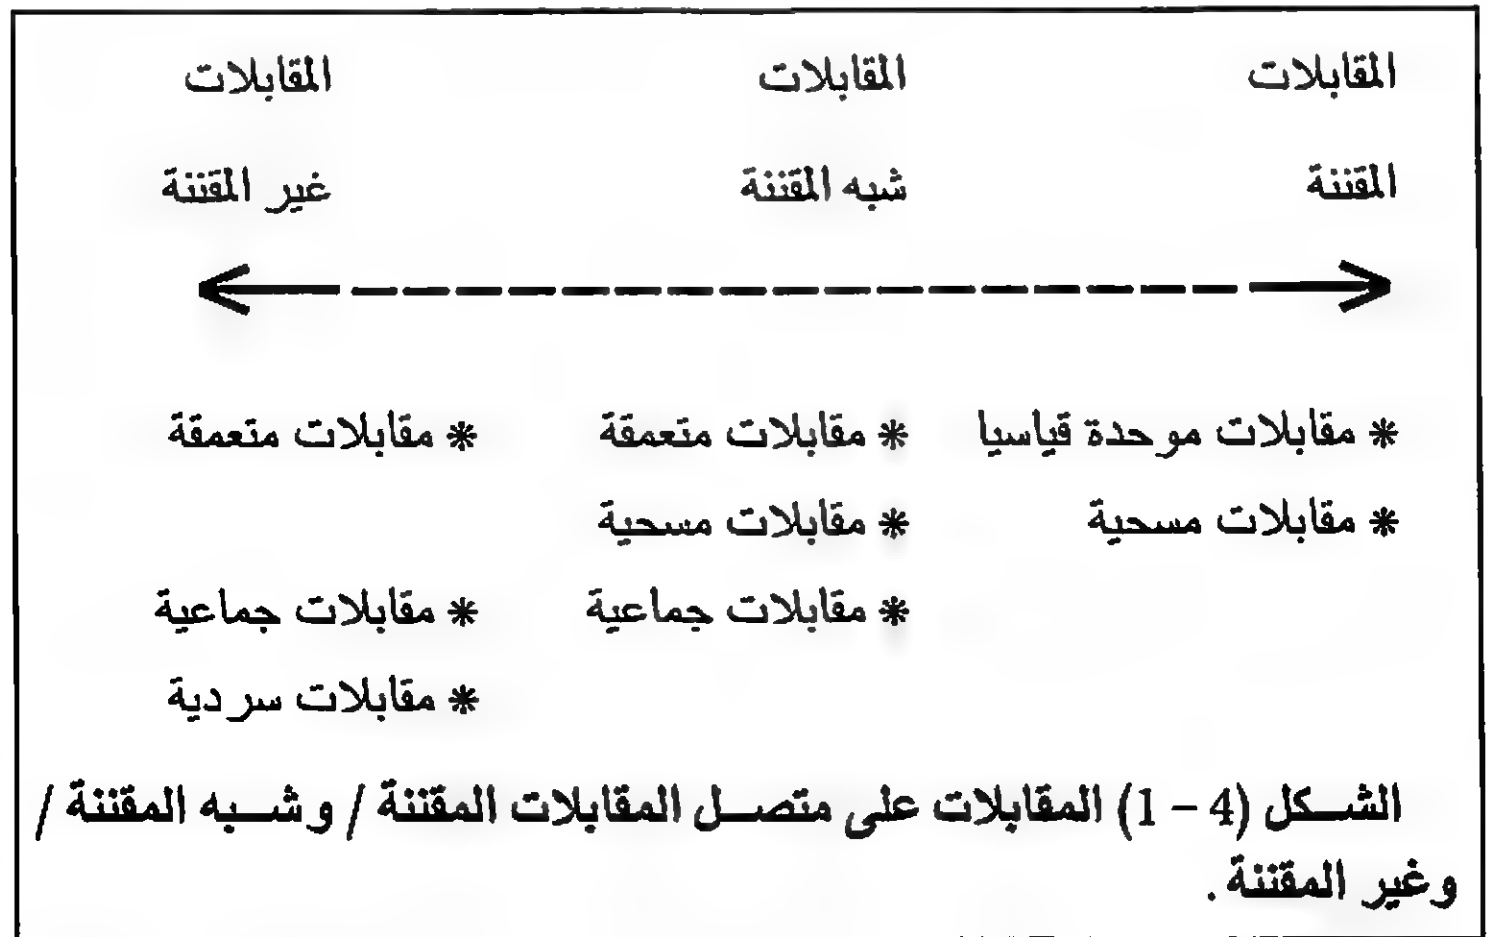 المقابلات المقابلات المقابلات
المقننة شبه المقننة غير المقننة
* مقابلات موحدة قياسيا * مقابلات متعمقة * مقابلات متعمقة
* مقابلات مسحية * مقابلات مسحية
* مقابلات جماعية * مقابلات جماعية
* مقابلات سردية
الشكل (4 – 1) المقابلات على متصل المقابلات المقننة / وشبه المقننة /
وغير المقننة .